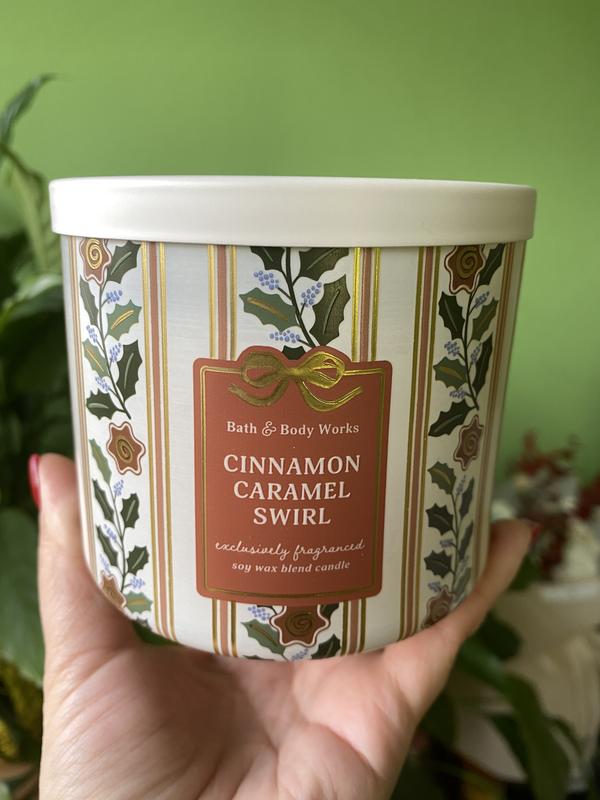 Bath & Body Works
CINNAMON
CARAMEL
SWIRL
exclusively fragranced
soy wax blend candle